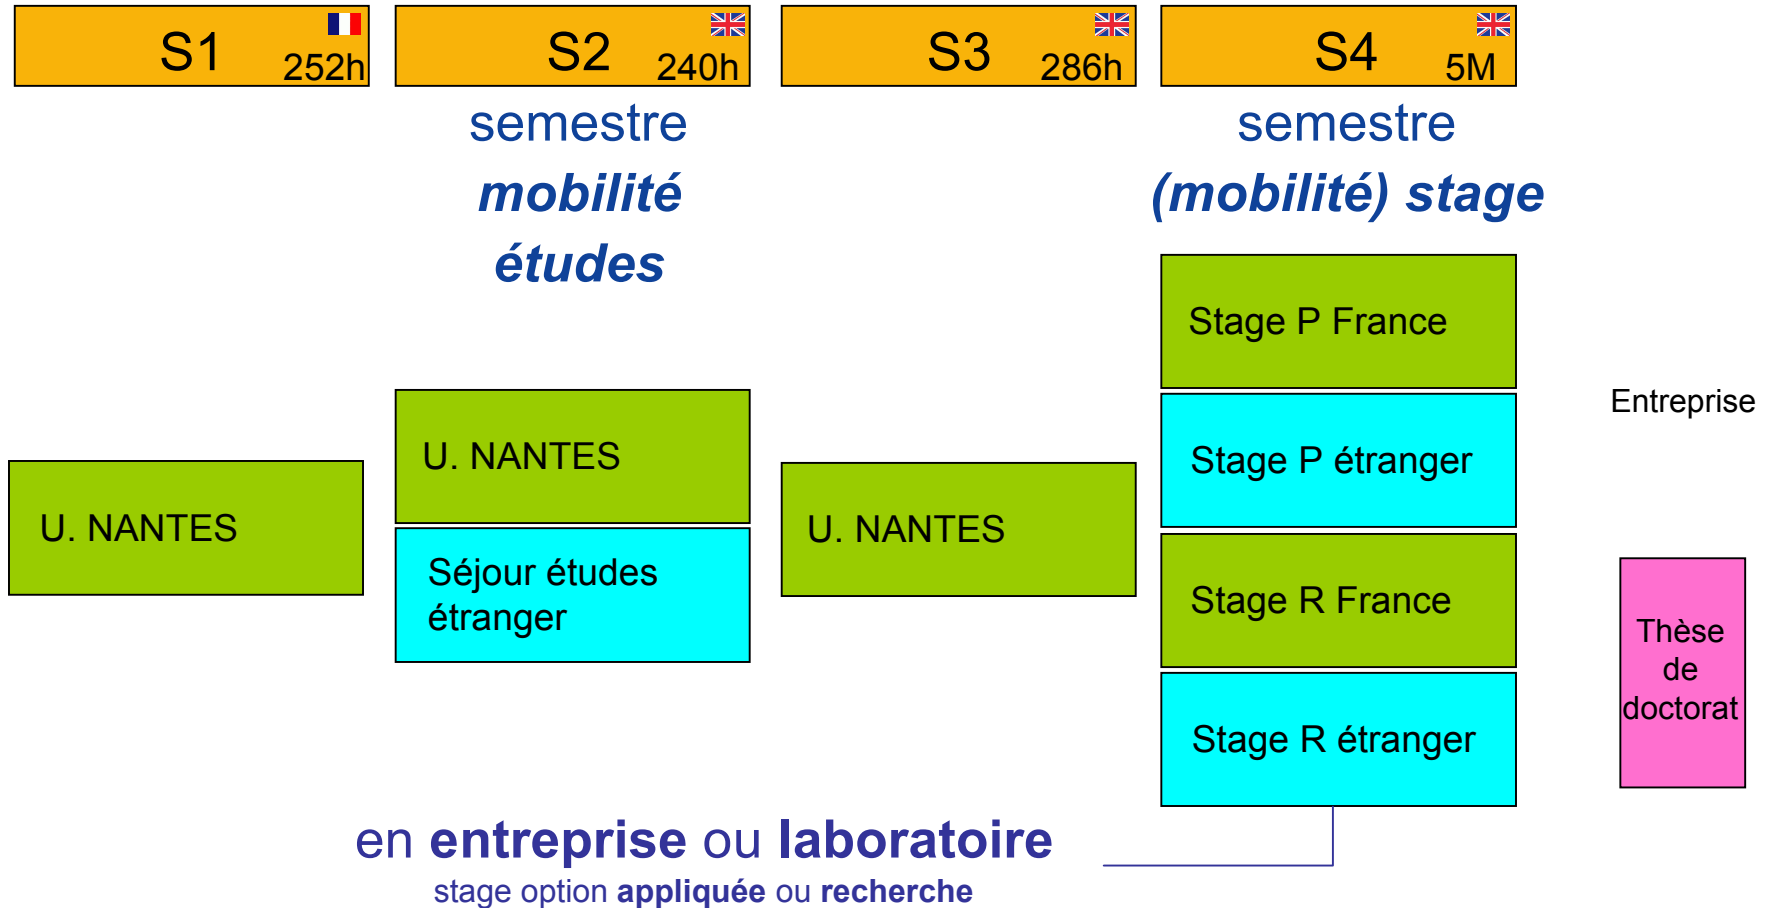 S1 252h
S2 240h
S3 286h
S4 5M
semestre
mobilité
études
semestre
(mobilité) stage
U. NANTES
U. NANTES
Séjour études
étranger
U. NANTES
Stage P France
Stage P étranger
Stage R France
Stage R étranger
Entreprise
Thèse
de
doctorat
en entreprise ou laboratoire
stage option appliquée ou recherche